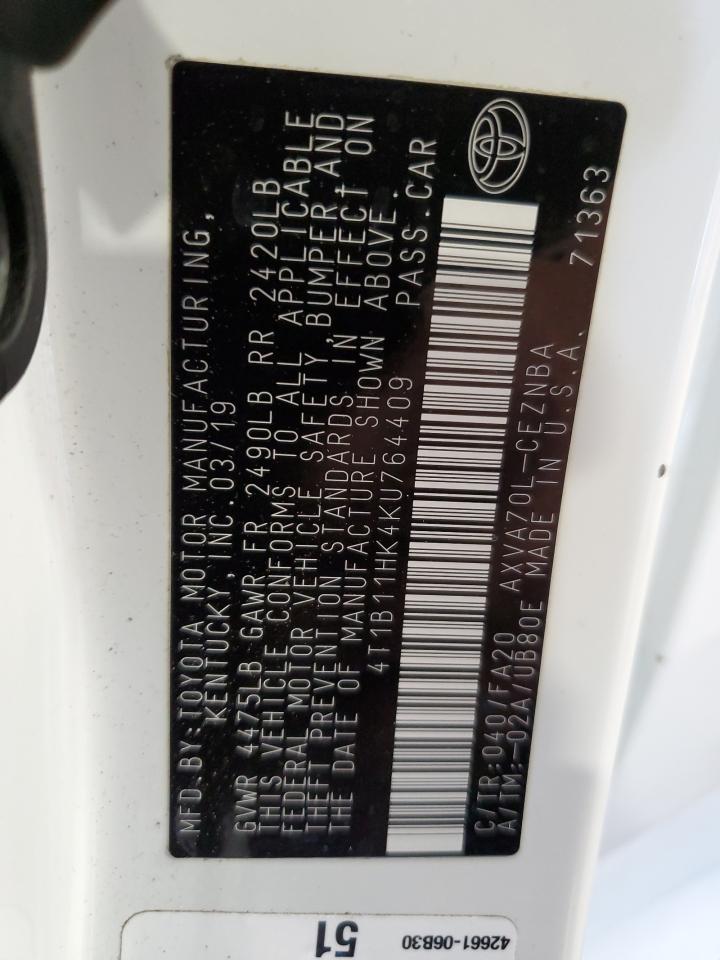 MFD.BY:TOYOTA MOTOR MANUFACTURING,
KENTUCKY, INC.03/19
GVWR 4475LB GAWR FR 2490LB RR 2420LB
THIS VEHICLE CONFORMS TO ALL APPLICABLE
FEDERAL MOTOR VEHICLE SAFETY, BUMPER,AND
THEFT PREVENTION STANDARDS IN EFFECT ON
THE DATE OF MANUFACTURE SHOWN ABOVE.
4T1B11HK4KU764409 PASS.CAR
C/TR:040/FA20 AXVA70L-CEZNBA
A/TM:-02A/UB80E MADE IN U.S.A. 71363
51
42661-06B30